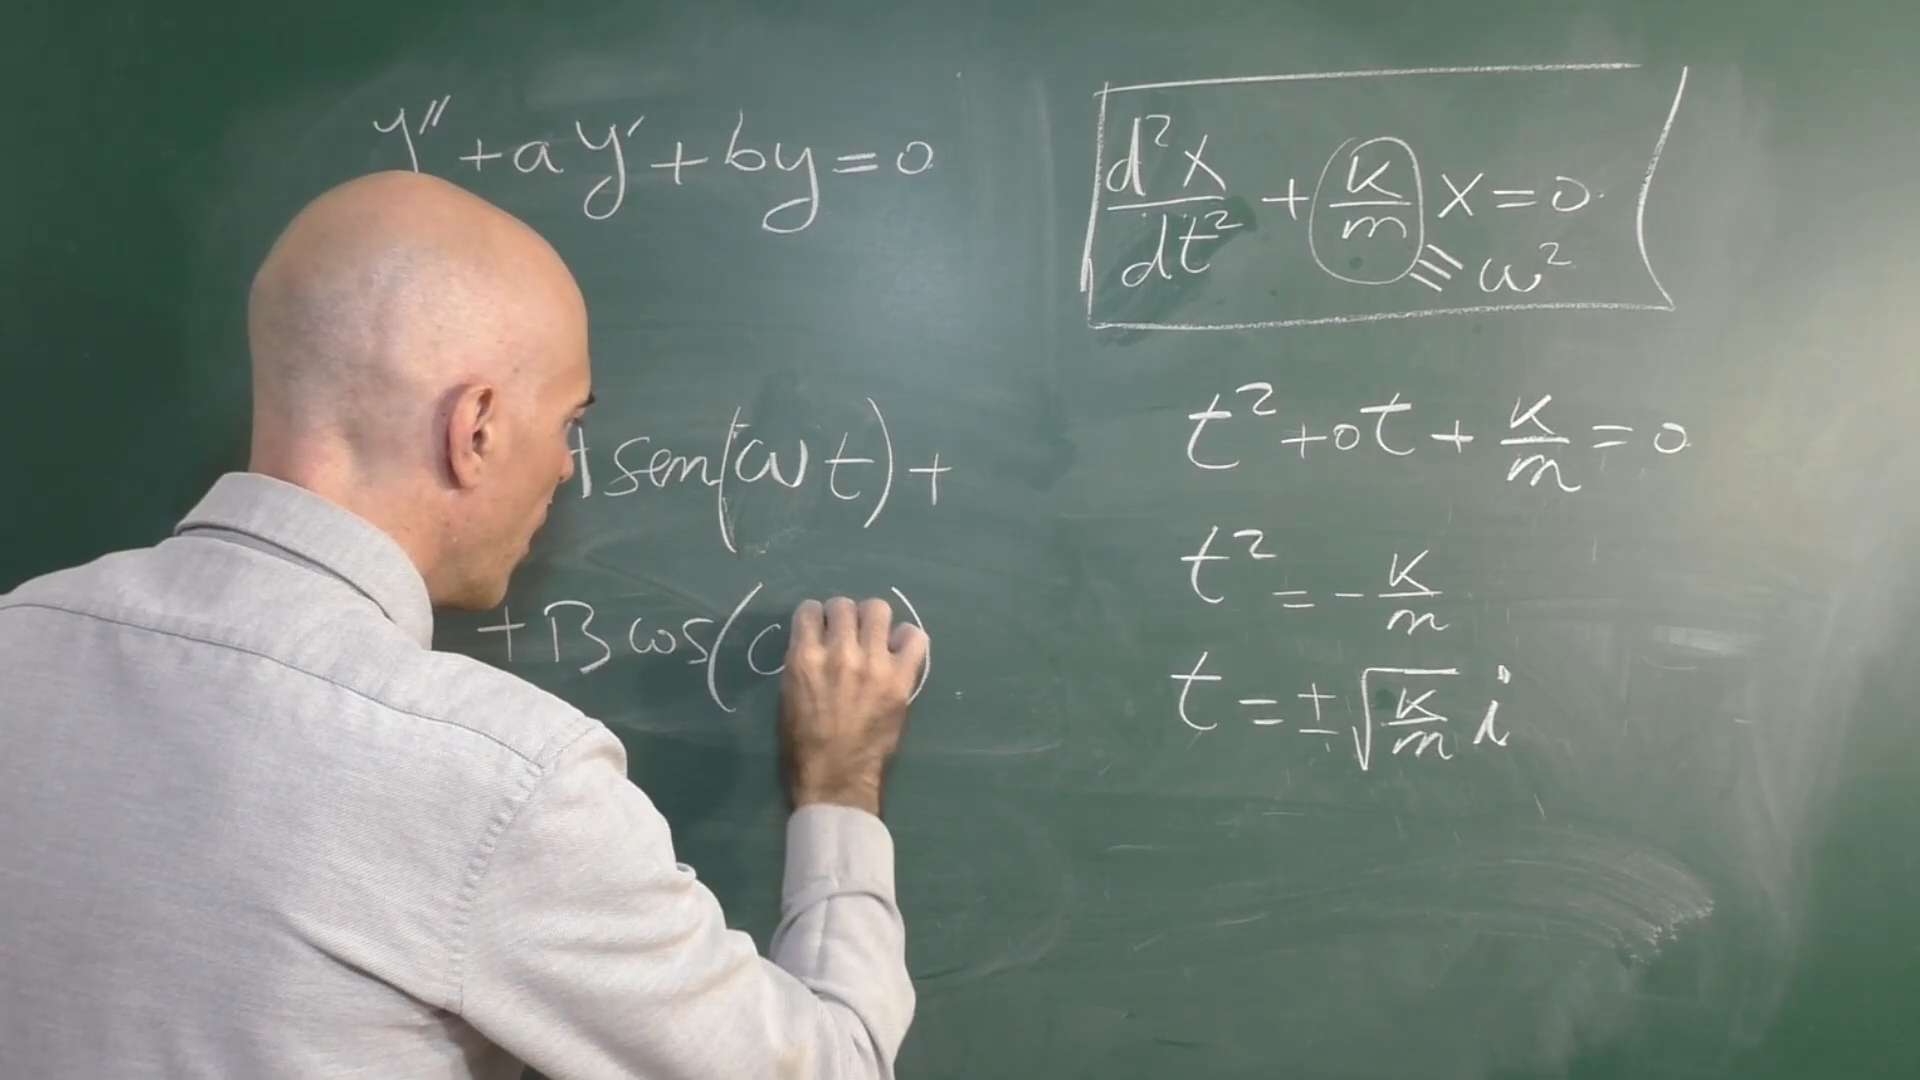 y″ + ay′ + by = 0
A sen(ωt) +
+ B cos( )
d²x/dt² + k/m x = 0
≡ ω²
t² + 0t + k/m = 0
t² = - k/m
t = ± √(k/m) i